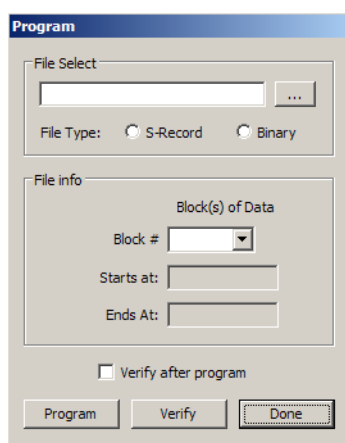 Program
File Select
...
File Type: S-Record Binary
File info
Block(s) of Data
Block #
Starts at:
Ends At:
Verify after program
Program Verify Done